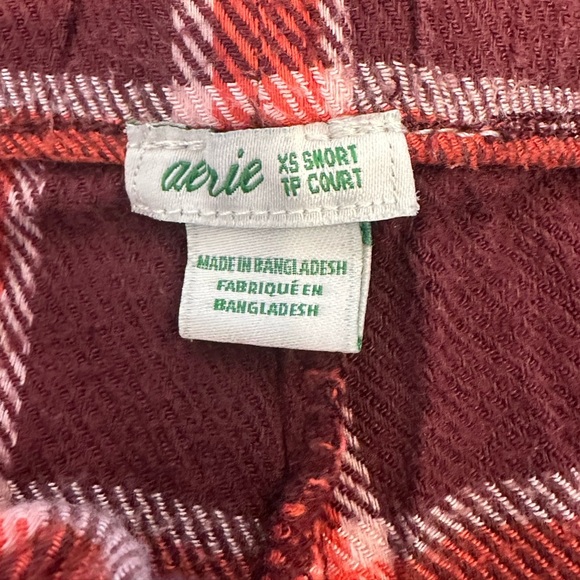 aerie
XS SHORT
TP COURT
MADE IN BANGLADESH
FABRIQUÉ EN
BANGLADESH